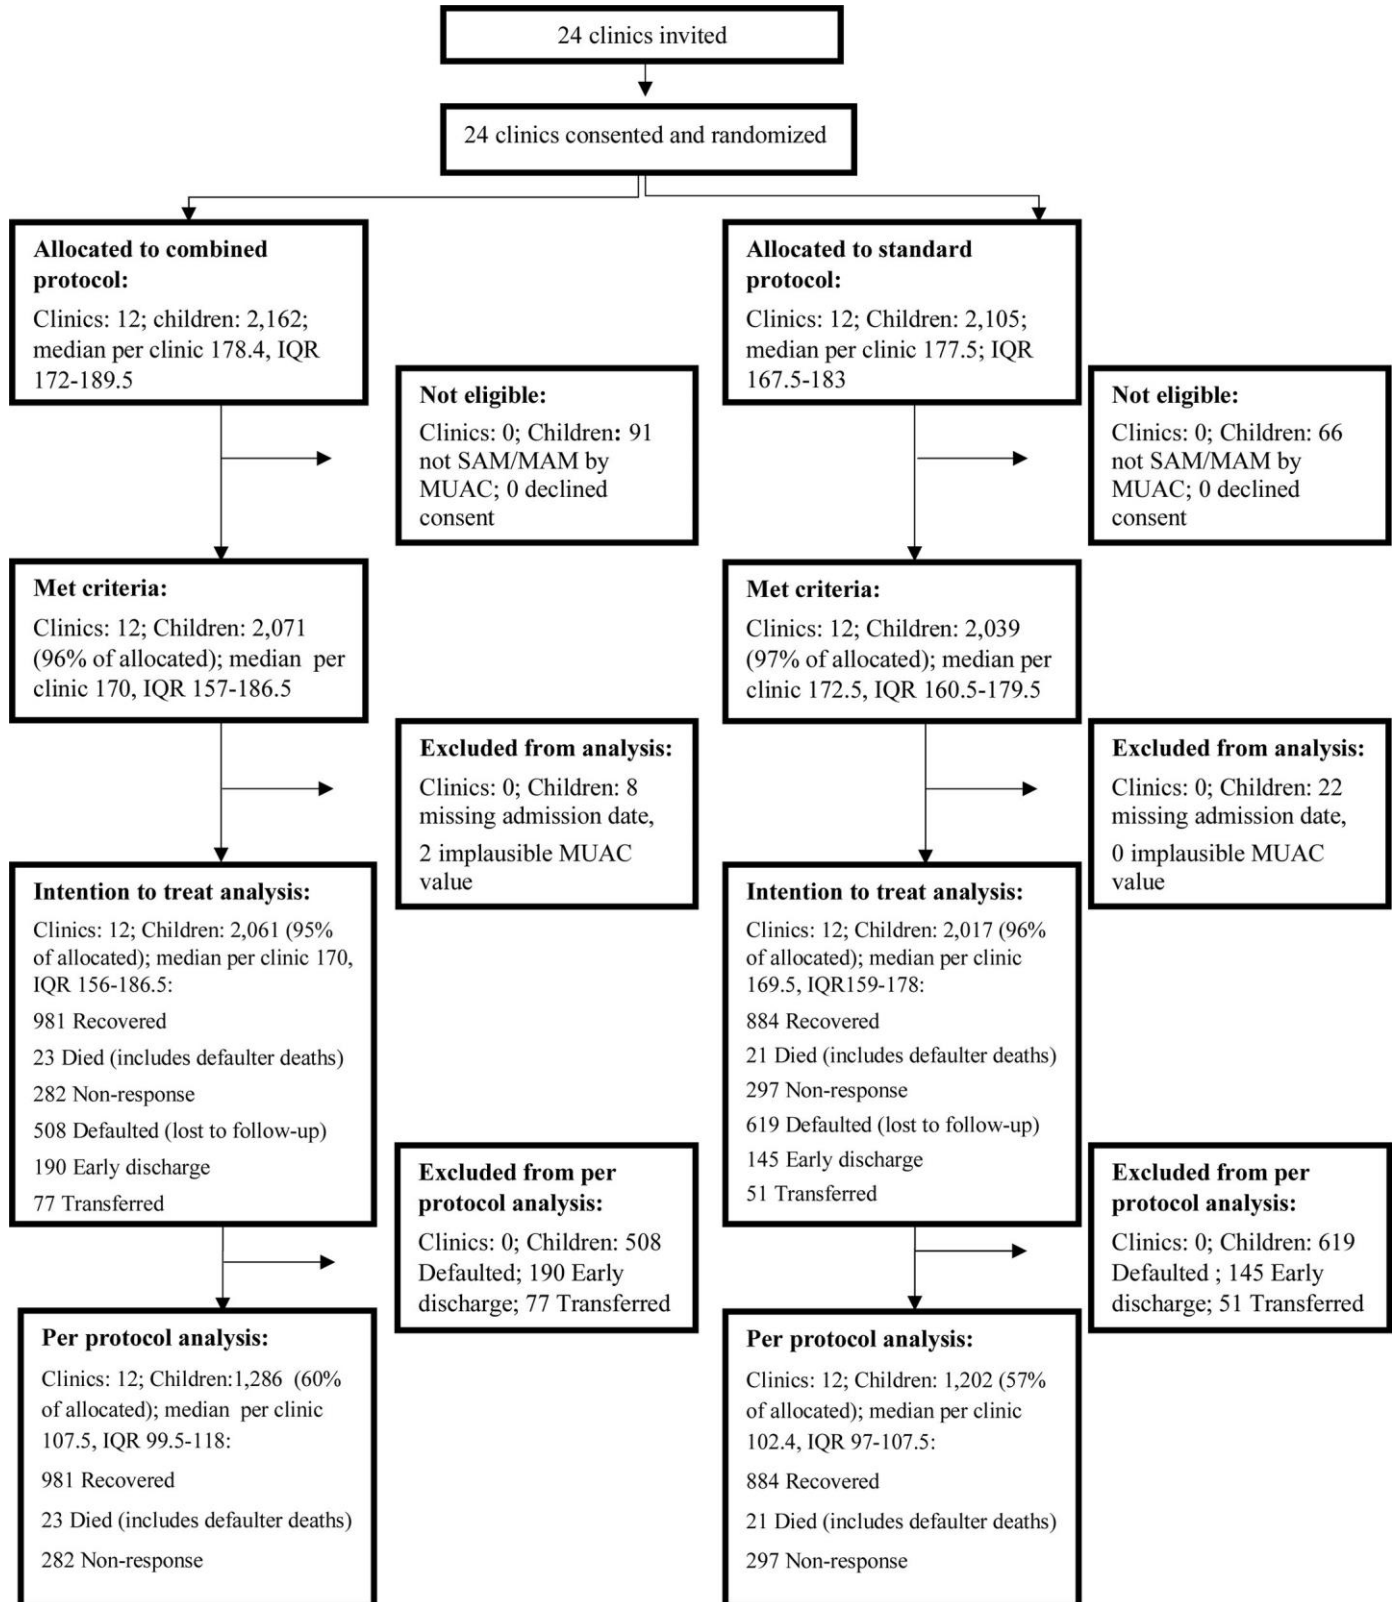 24 clinics invited
24 clinics consented and randomized
Allocated to combined
protocol:
Clinics: 12; children: 2,162;
median per clinic 178.4, IQR
172-189.5
Allocated to standard
protocol:
Clinics: 12; Children: 2,105;
median per clinic 177.5; IQR
167.5-183
Not eligible:
Clinics: 0; Children: 91
not SAM/MAM by
MUAC; 0 declined
consent
Not eligible:
Clinics: 0; Children: 66
not SAM/MAM by
MUAC; 0 declined
consent
Met criteria:
Clinics: 12; Children: 2,071
(96% of allocated); median per
clinic 170, IQR 157-186.5
Met criteria:
Clinics: 12; Children: 2,039
(97% of allocated); median per
clinic 172.5, IQR 160.5-179.5
Excluded from analysis:
Clinics: 0; Children: 8
missing admission date,
2 implausible MUAC
value
Excluded from analysis:
Clinics: 0; Children: 22
missing admission date,
0 implausible MUAC
value
Intention to treat analysis:
Clinics: 12; Children: 2,061 (95%
of allocated); median per clinic 170,
IQR 156-186.5:
981 Recovered
23 Died (includes defaulter deaths)
282 Non-response
508 Defaulted (lost to follow-up)
190 Early discharge
77 Transferred
Intention to treat analysis:
Clinics: 12; Children: 2,017 (96%
of allocated); median per clinic
169.5, IQR159-178:
884 Recovered
21 Died (includes defaulter deaths)
297 Non-response
619 Defaulted (lost to follow-up)
145 Early discharge
51 Transferred
Excluded from per
protocol analysis:
Clinics: 0; Children: 508
Defaulted; 190 Early
discharge; 77 Transferred
Excluded from per
protocol analysis:
Clinics: 0; Children: 619
Defaulted ; 145 Early
discharge; 51 Transferred
Per protocol analysis:
Clinics: 12; Children:1,286 (60%
of allocated); median per clinic
107.5, IQR 99.5-118:
981 Recovered
23 Died (includes defaulter deaths)
282 Non-response
Per protocol analysis:
Clinics: 12; Children: 1,202 (57%
of allocated); median per clinic
102.4, IQR 97-107.5:
884 Recovered
21 Died (includes defaulter deaths)
297 Non-response